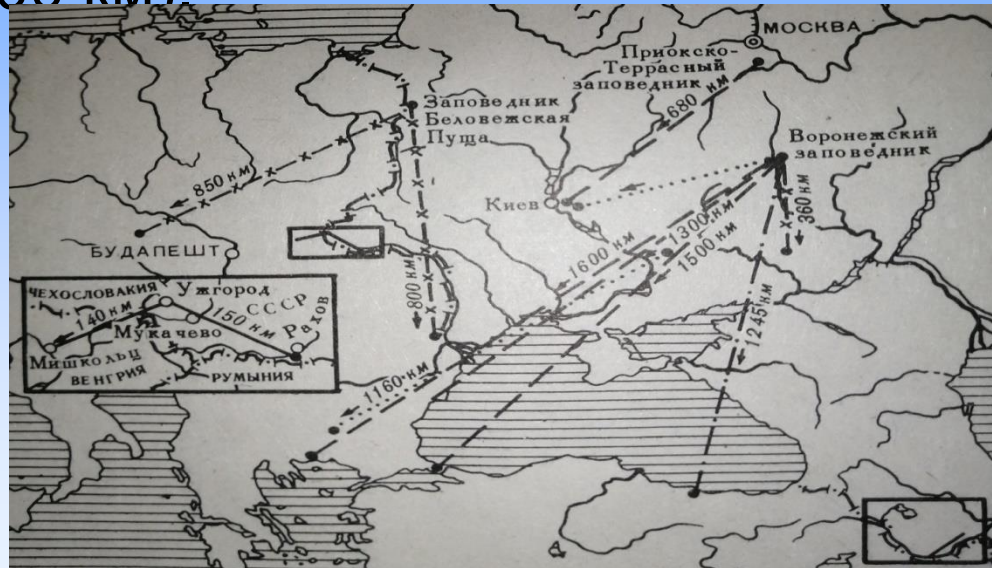 МОСКВА
Приокско-
Террасный
заповедник
680 км
Заповедник
Беловежская
Пуща
Воронежский
заповедник
850 км
Киев
360 км
БУДАПЕШТ
1300 км
1600 км
1500 км
800 км
1245 км
ЧЕХОСЛОВАКИЯ
Ужгород
СССР
140 км
150 км
Рахов
Мукачево
Мишкольц
ВЕНГРИЯ
РУМЫНИЯ
1160 км